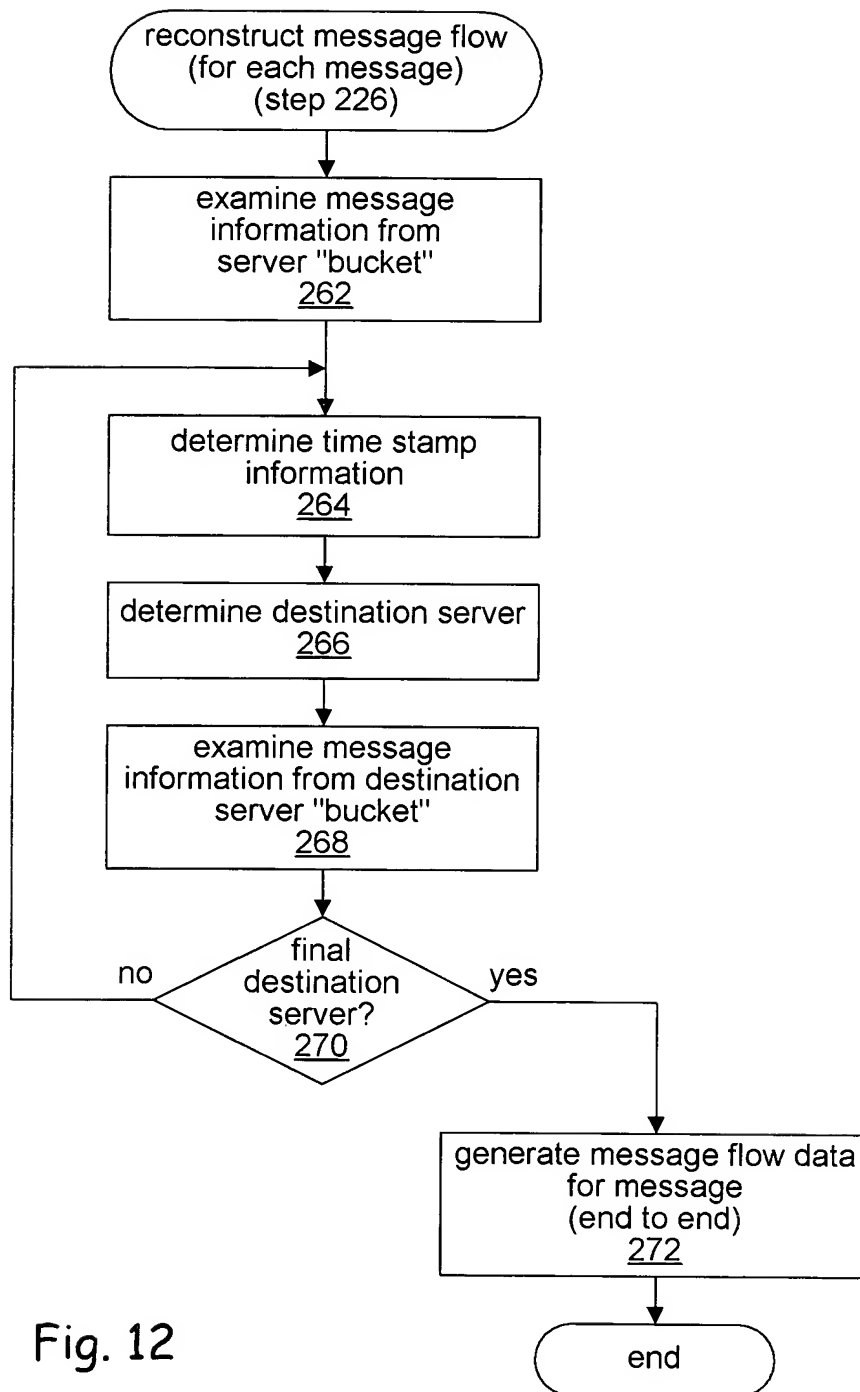 reconstruct message flow
(for each message)
(step 226)
examine message
information from
server "bucket"
262
determine time stamp
information
264
determine destination server
266
examine message
information from destination
server "bucket"
268
no
final
destination
server?
270
yes
generate message flow data
for message
(end to end)
272
end
Fig. 12